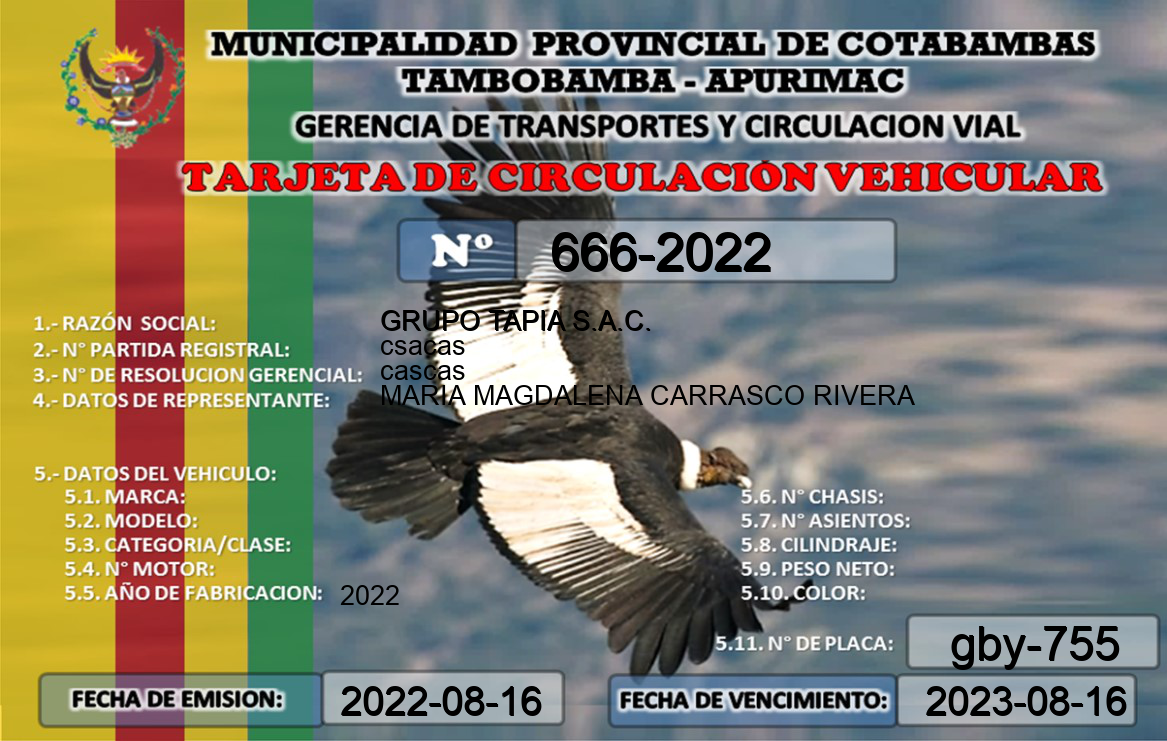 MUNICIPALIDAD PROVINCIAL DE COTABAMBAS
TAMBOBAMBA - APURIMAC
GERENCIA DE TRANSPORTES Y CIRCULACION VIAL
TARJETA DE CIRCULACIÓN VEHICULAR
Nº 666-2022
1.- RAZÓN SOCIAL: GRUPO TAPIA S.A.C.
2.- N° PARTIDA REGISTRAL: csacas
3.- N° DE RESOLUCION GERENCIAL: cascas
4.- DATOS DE REPRESENTANTE: MARIA MAGDALENA CARRASCO RIVERA
5.- DATOS DEL VEHICULO:
5.1. MARCA:
5.2. MODELO:
5.3. CATEGORIA/CLASE:
5.4. N° MOTOR:
5.5. AÑO DE FABRICACION: 2022
5.6. N° CHASIS:
5.7. N° ASIENTOS:
5.8. CILINDRAJE:
5.9. PESO NETO:
5.10. COLOR:
5.11. N° DE PLACA: gby-755
FECHA DE EMISION: 2022-08-16
FECHA DE VENCIMIENTO: 2023-08-16